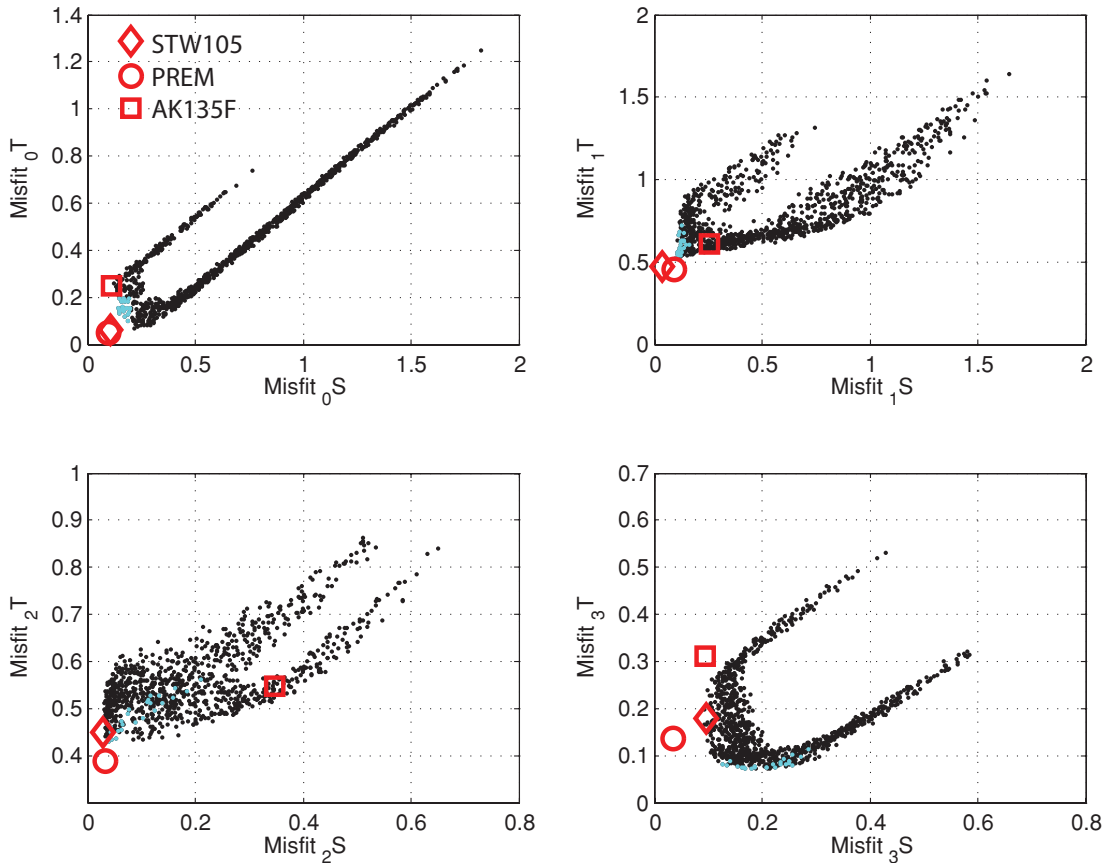 1.4
1.2
1
0.8
0.6
0.4
0.2
0
0 0.5 1 1.5 2
Misfit 0T
Misfit 0S
STW105
PREM
AK135F
2
1.5
1
0.5
0
0 0.5 1 1.5 2
Misfit 1T
Misfit 1S
1
0.9
0.8
0.7
0.6
0.5
0.4
0 0.2 0.4 0.6 0.8
Misfit 2T
Misfit 2S
0.7
0.6
0.5
0.4
0.3
0.2
0.1
0
0 0.2 0.4 0.6 0.8
Misfit 3T
Misfit 3S